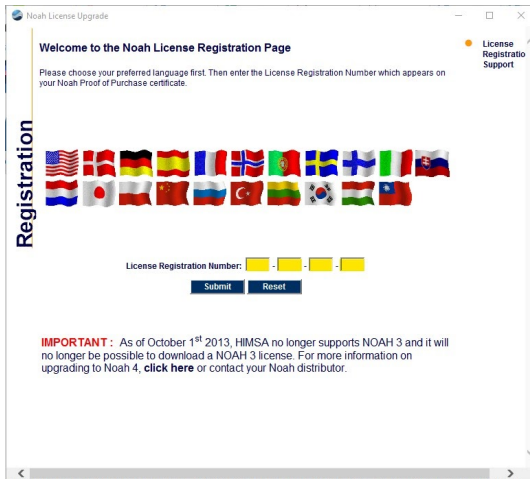 Noah License Upgrade
Welcome to the Noah License Registration Page
License
Registratio
Support
Please choose your preferred language first. Then enter the License Registration Number which appears on
your Noah Proof of Purchase certificate.
Registration
License Registration Number: - - -
Submit Reset
IMPORTANT : As of October 1st 2013, HIMSA no longer supports NOAH 3 and it will
no longer be possible to download a NOAH 3 license. For more information on
upgrading to Noah 4, click here or contact your Noah distributor.